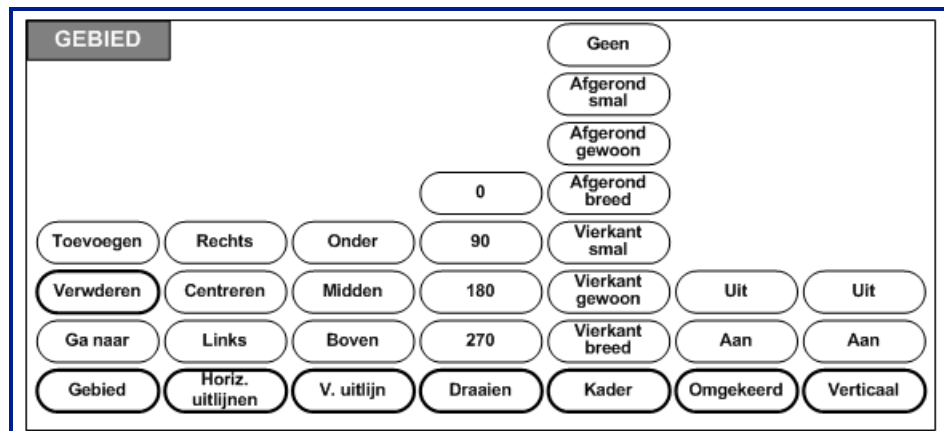 GEBIED
Geen
Afgerond
smal
Afgerond
gewoon
0
Afgerond
breed
Toevoegen
Rechts
Onder
90
Vierkant
smal
Verwderen
Centreren
Midden
180
Vierkant
gewoon
Uit
Uit
Ga naar
Links
Boven
270
Vierkant
breed
Aan
Aan
Gebied
Horiz.
uitlijnen
V. uitlijn
Draaien
Kader
Omgekeerd
Verticaal